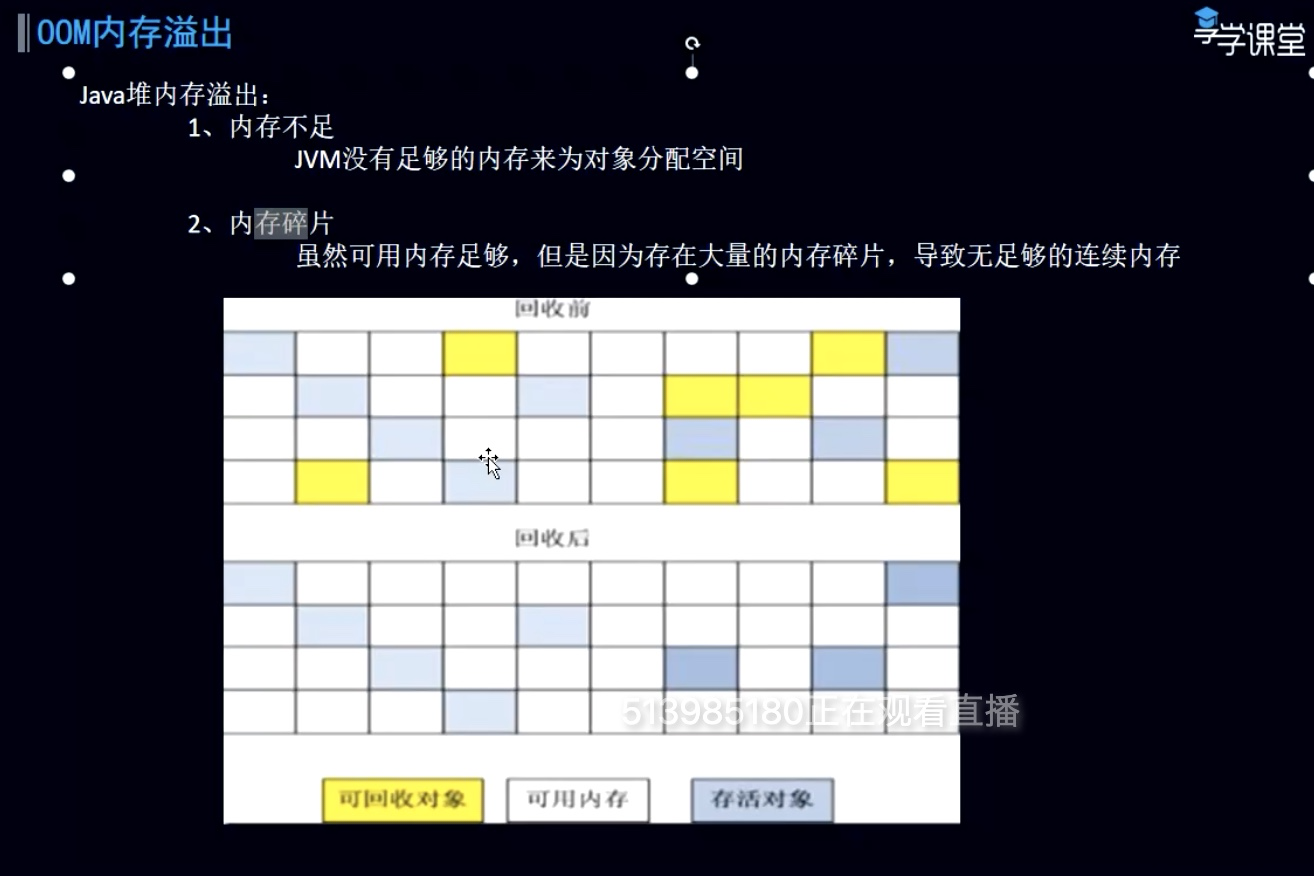 OOM内存溢出
享学课堂
Java堆内存溢出：
1、内存不足
JVM没有足够的内存来为对象分配空间
2、内存碎片
虽然可用内存足够，但是因为存在大量的内存碎片，导致无足够的连续内存
回收前
回收后
513985180正在观看直播
可回收对象
可用内存
存活对象